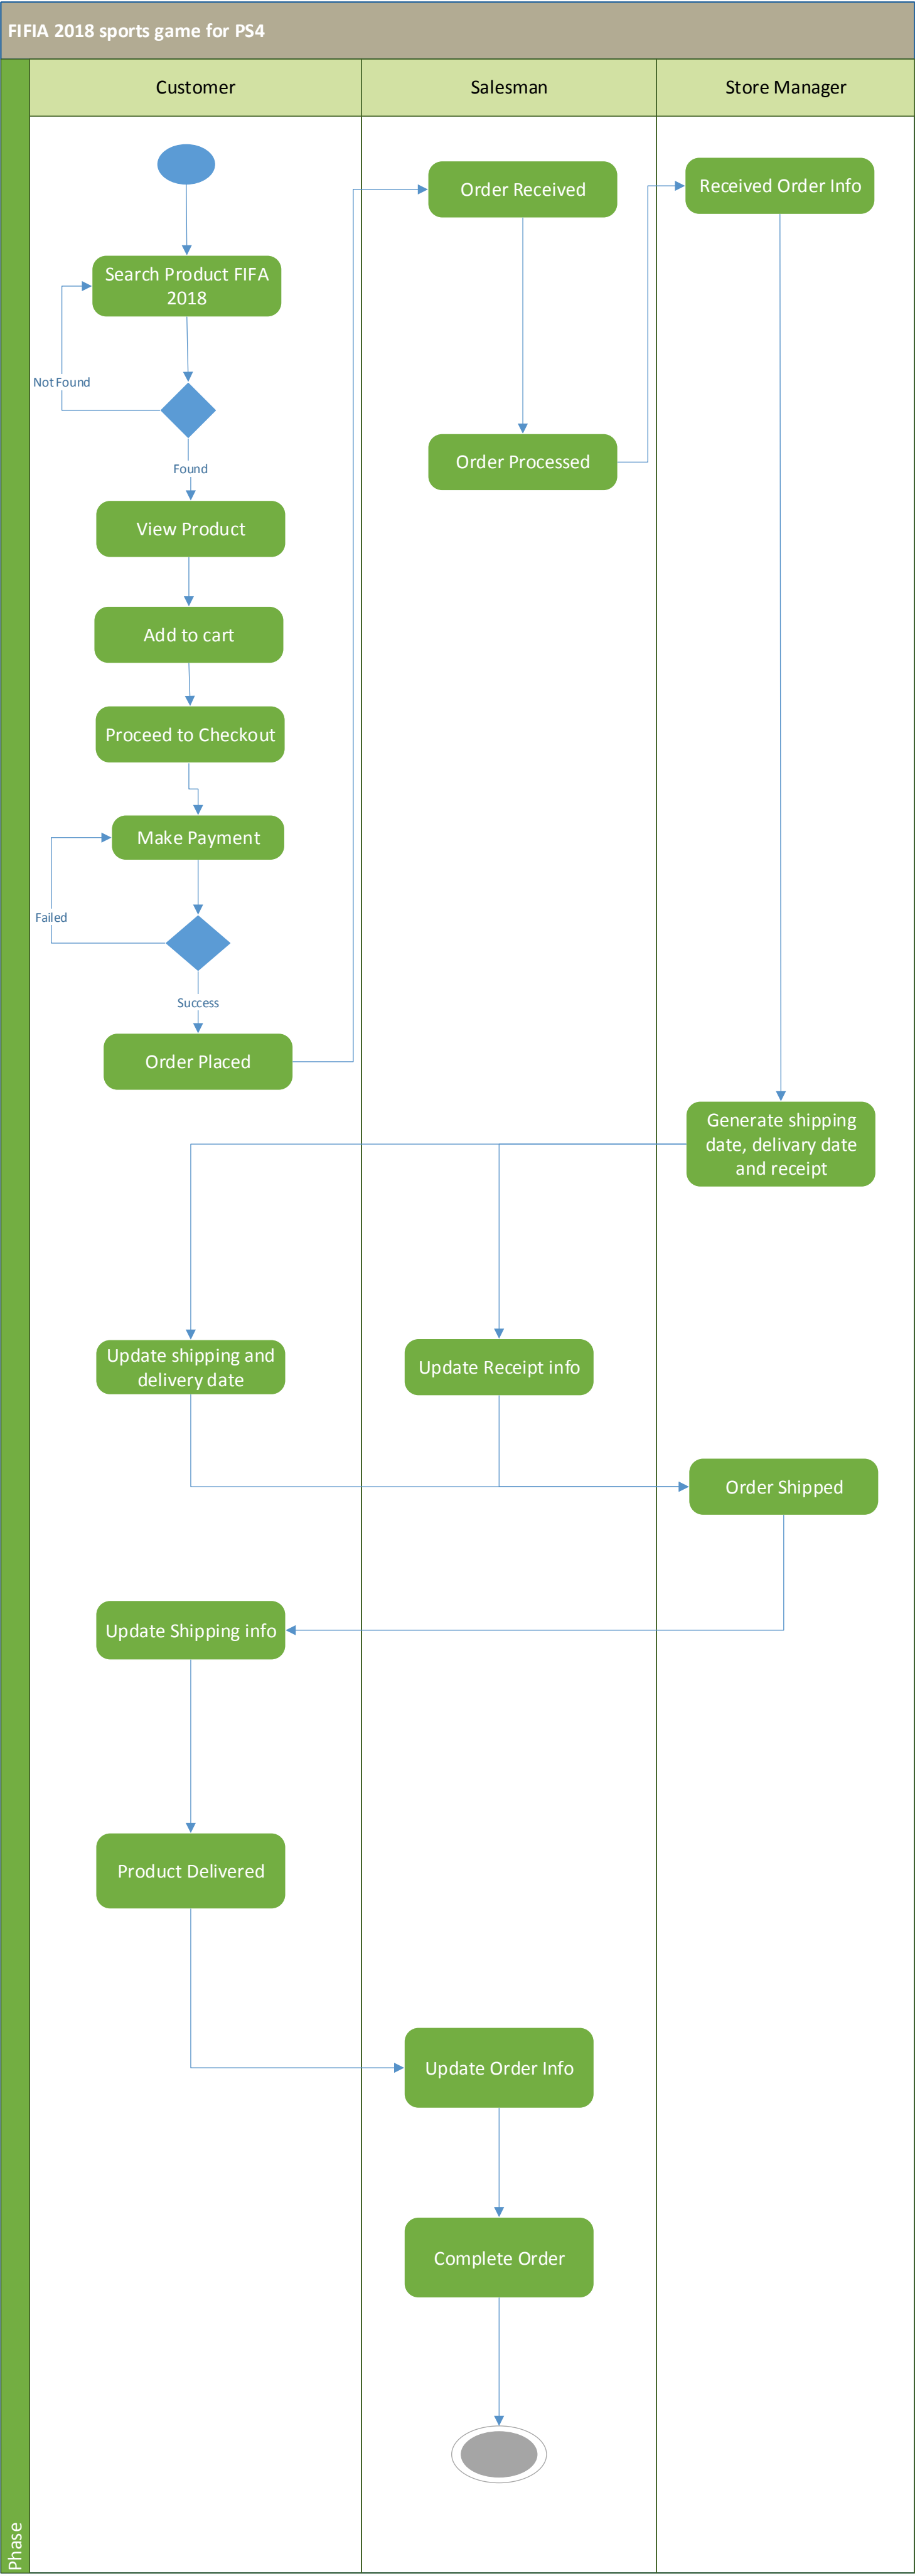 FIFIA 2018 sports game for PS4
Customer
Salesman
Store Manager
Order Received
Received Order Info
Search Product FIFA
2018
Not Found
Found
Order Processed
View Product
Add to cart
Proceed to Checkout
Make Payment
Failed
Success
Order Placed
Generate shipping
date, delivary date
and receipt
Update shipping and
delivery date
Update Receipt info
Order Shipped
Update Shipping info
Product Delivered
Update Order Info
Complete Order
Phase